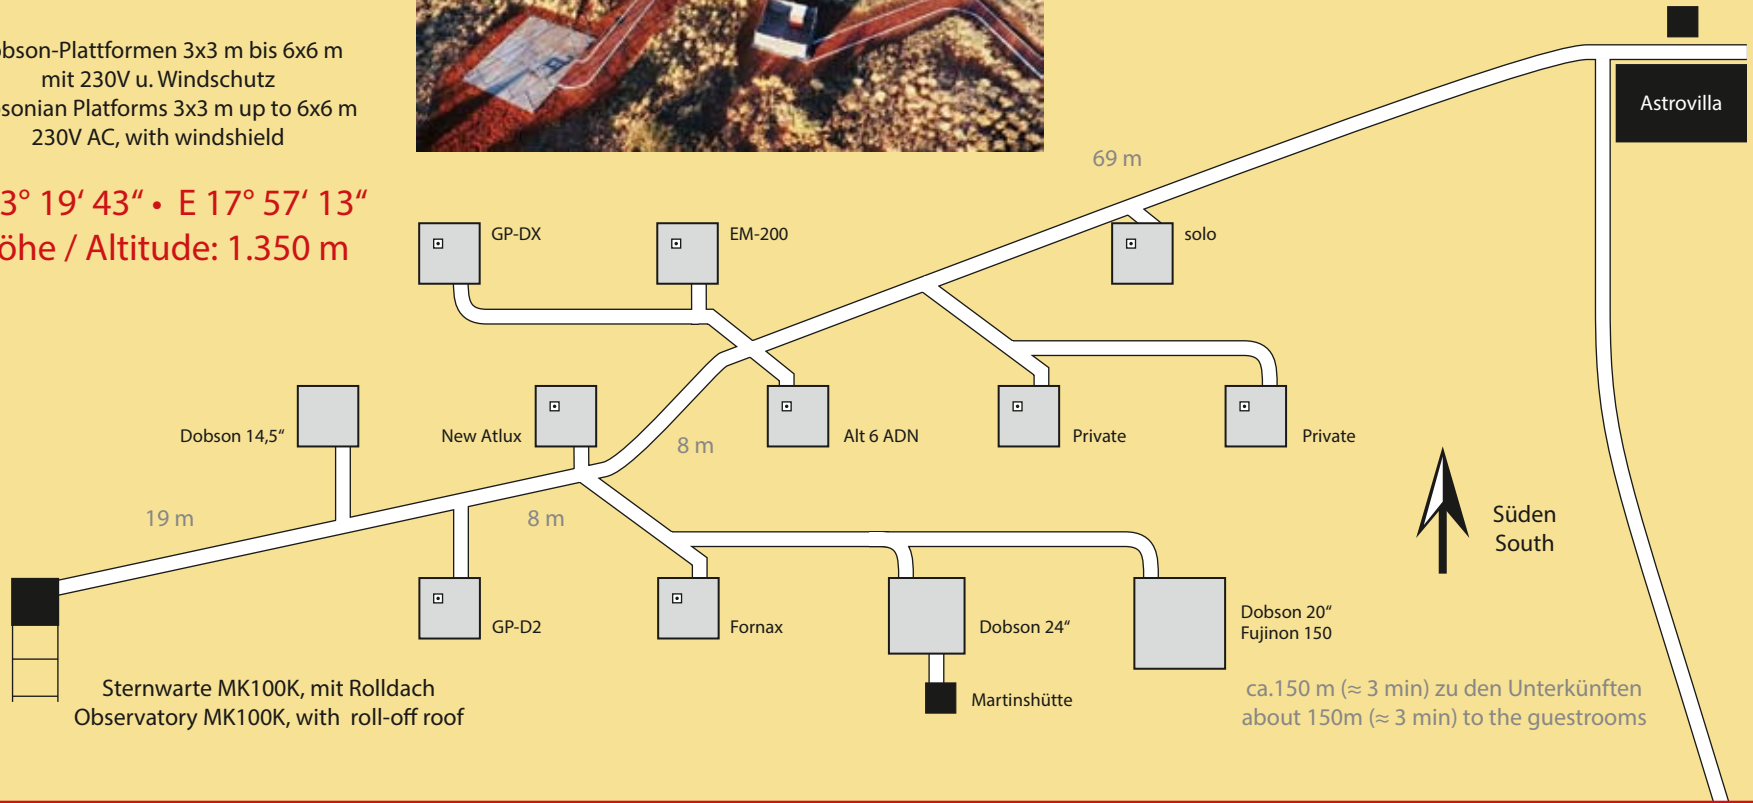 bson-Plattformen 3x3 m bis 6x6 m
mit 230V u. Windschutz
sonian Platforms 3x3 m up to 6x6 m
230V AC, with windshield
3° 19‘ 43“ • E 17° 57‘ 13“
öhe / Altitude: 1.350 m
Astrovilla
69 m
GP-DX
EM-200
solo
Dobson 14,5“
New Atlux
8 m
Alt 6 ADN
Private
Private
19 m
8 m
Süden
South
GP-D2
Fornax
Dobson 24“
Dobson 20“
Fujinon 150
Sternwarte MK100K, mit Rolldach
Observatory MK100K, with roll-off roof
Martinshütte
ca.150 m (≈ 3 min) zu den Unterkünften
about 150m (≈ 3 min) to the guestrooms